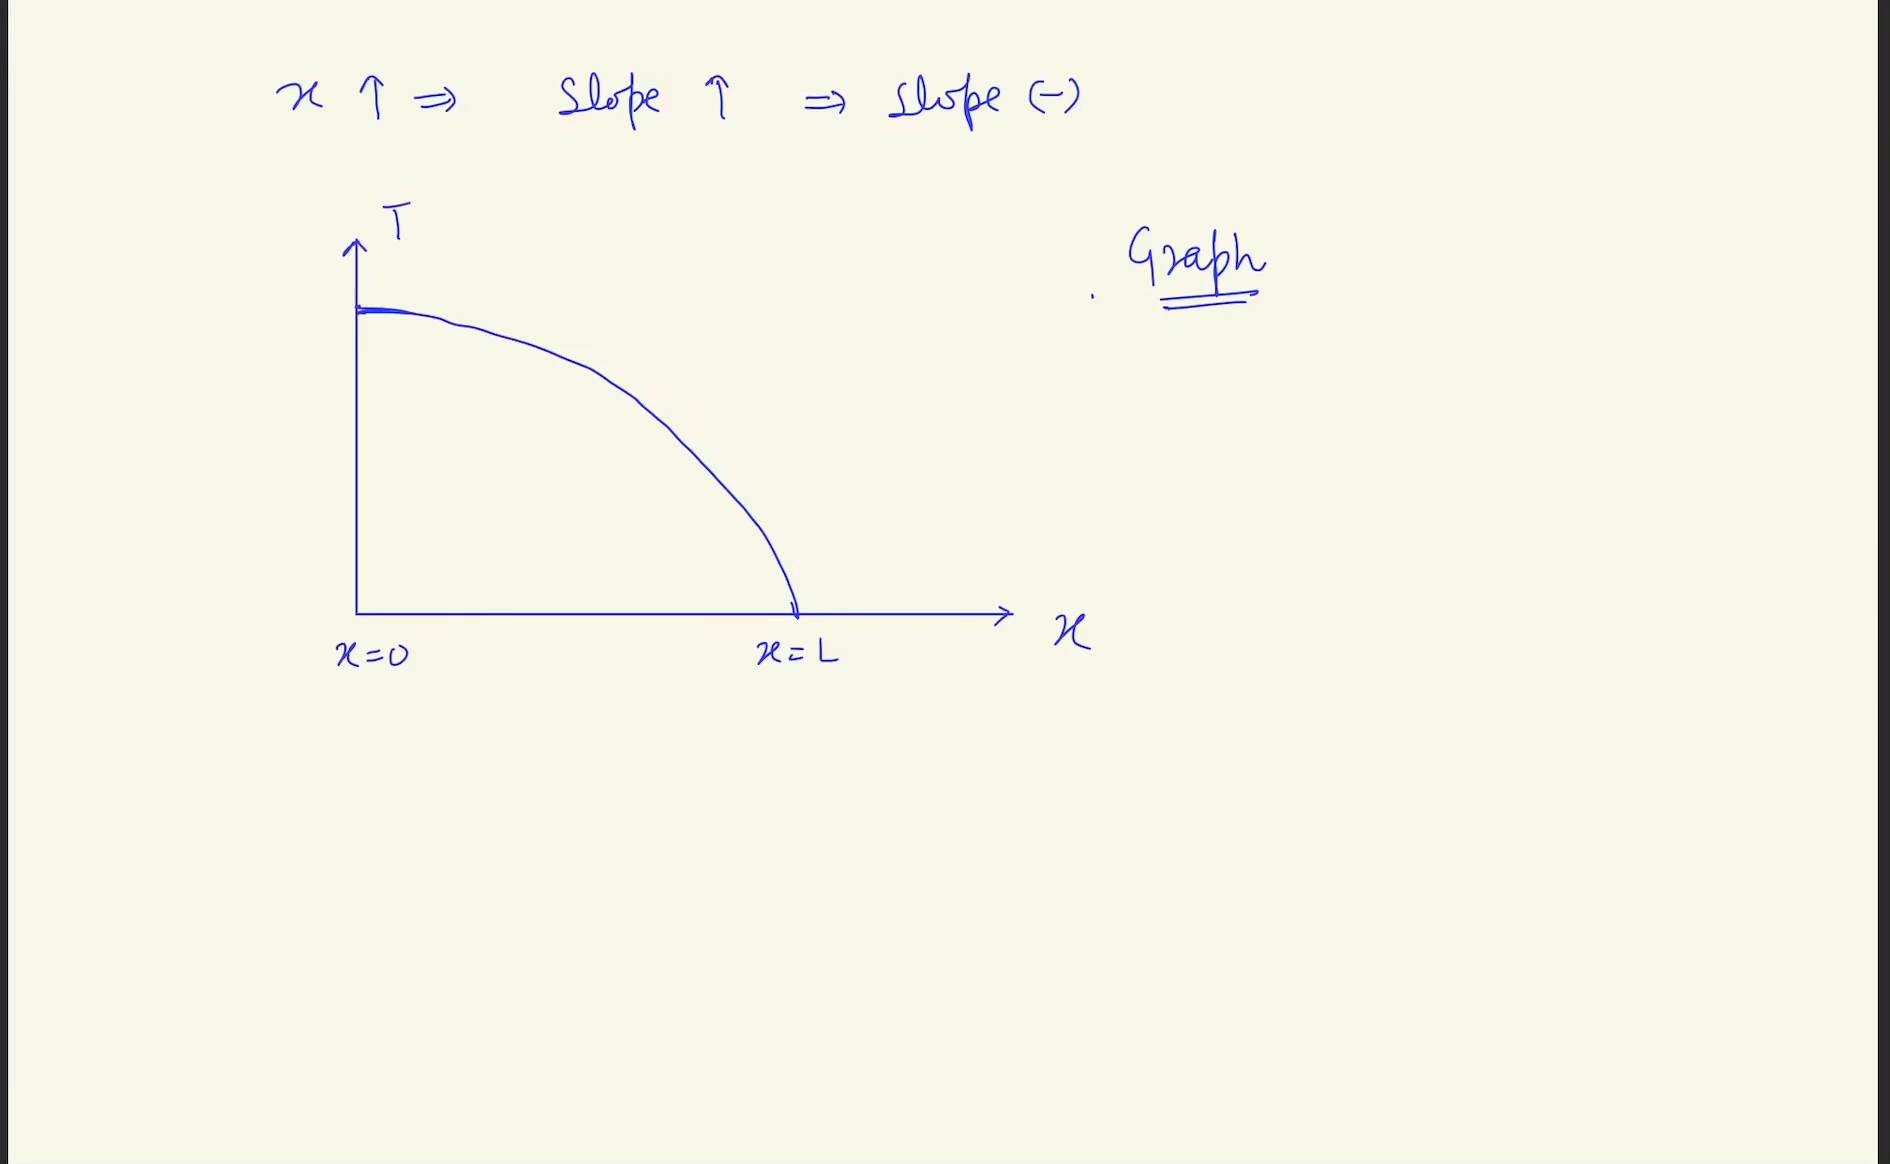 x ↑ ⇒ Slope ↑ ⇒ slope (-)
T
Graph
x
x=0 x=L